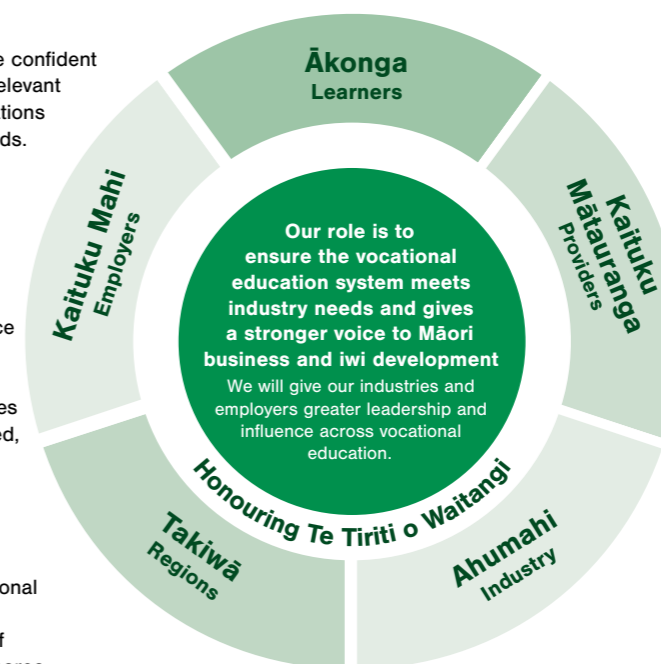 e confident
elevant
ations
ds.
ce
es
ed,
onal
f
Ākonga
Learners
Kaituku
Mātauranga
Providers
Ahumahi
Industry
Takiwā
Regions
Kaituku Mahi
Employers
Our role is to
ensure the vocational
education system meets
industry needs and gives
a stronger voice to Māori
business and iwi development
We will give our industries and
employers greater leadership and
influence across vocational
education.
Honouring Te Tiriti o Waitangi